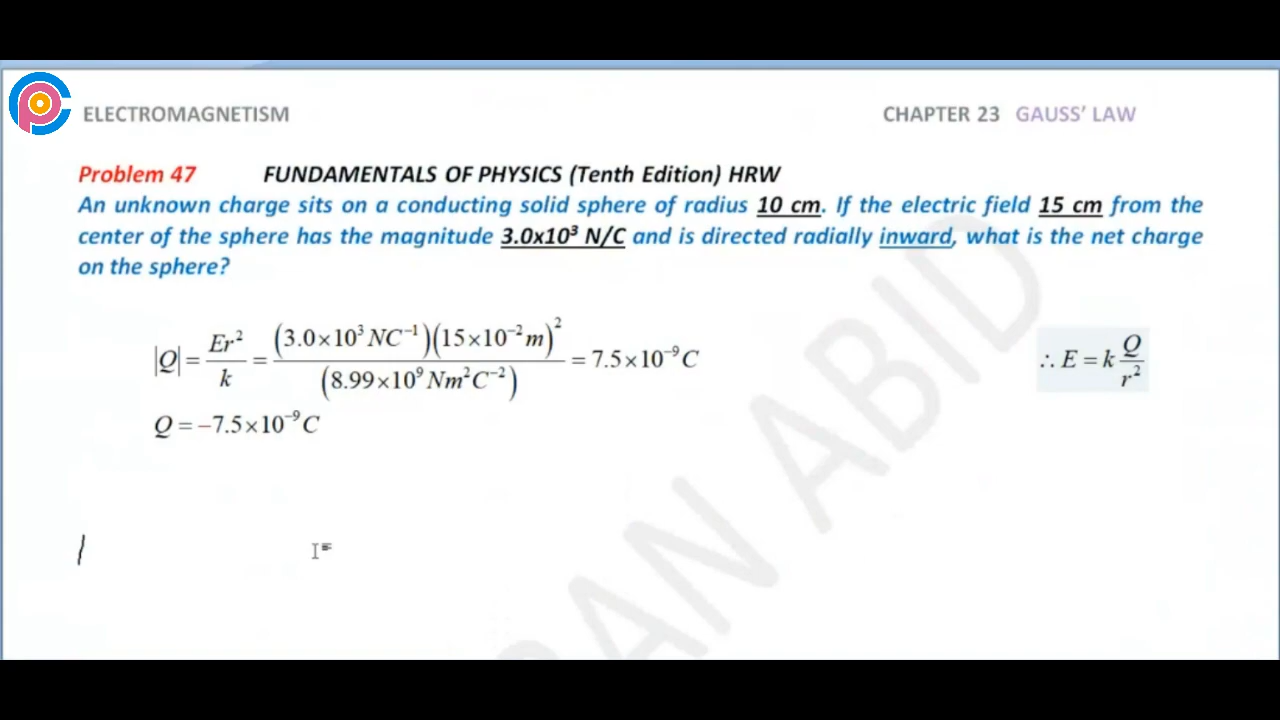 ELECTROMAGNETISM CHAPTER 23 GAUSS' LAW
Problem 47 FUNDAMENTALS OF PHYSICS (Tenth Edition) HRW
An unknown charge sits on a conducting solid sphere of radius 10 cm. If the electric field 15 cm from the
center of the sphere has the magnitude 3.0x10³ N/C and is directed radially inward, what is the net charge
on the sphere?
|Q| = Er²/k = (3.0×10³ NC⁻¹)(15×10⁻² m)²/(8.99×10⁹ Nm²C⁻²) = 7.5×10⁻⁹ C ∴ E = k Q/r²
Q = −7.5×10⁻⁹ C
RAN ABID